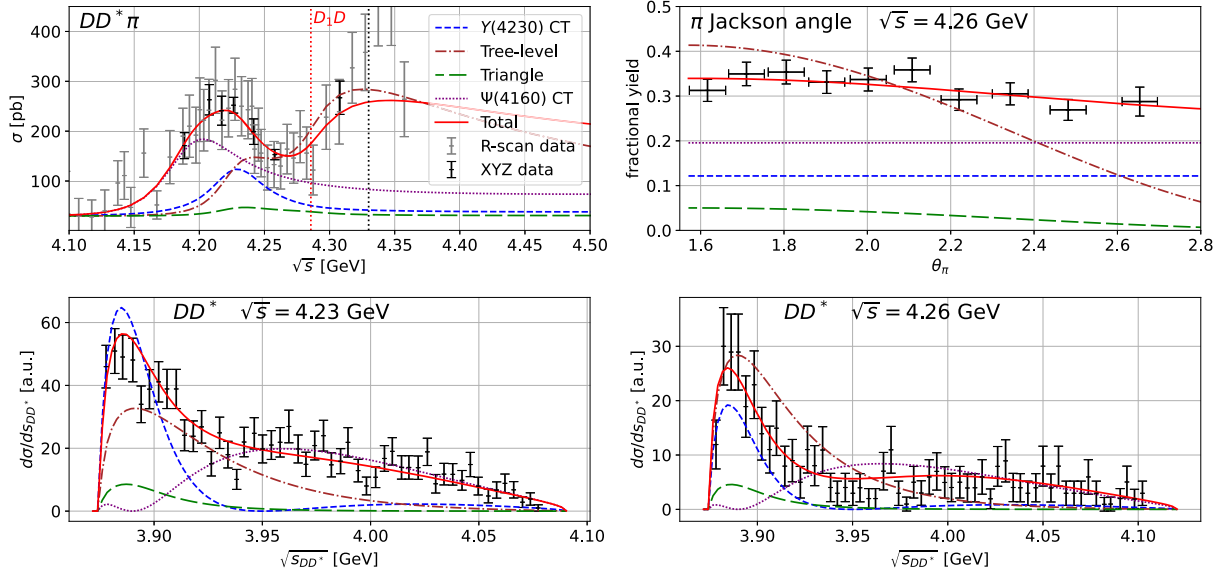 DD*π
D₁D
Y(4230) CT
Tree-level
Triangle
Ψ(4160) CT
Total
R-scan data
XYZ data
σ [pb]
400
300
200
100
4.10 4.15 4.20 4.25 4.30 4.35 4.40 4.45 4.50
√s [GeV]
π Jackson angle √s = 4.26 GeV
fractional yield
0.5
0.4
0.3
0.2
0.1
0.0
1.6 1.8 2.0 2.2 2.4 2.6 2.8
θπ
DD* √s = 4.23 GeV
dσ/dsDD* [a.u.]
60
40
20
0
3.90 3.95 4.00 4.05 4.10
√sDD* [GeV]
DD* √s = 4.26 GeV
dσ/dsDD* [a.u.]
30
20
10
0
3.90 3.95 4.00 4.05 4.10
√sDD* [GeV]